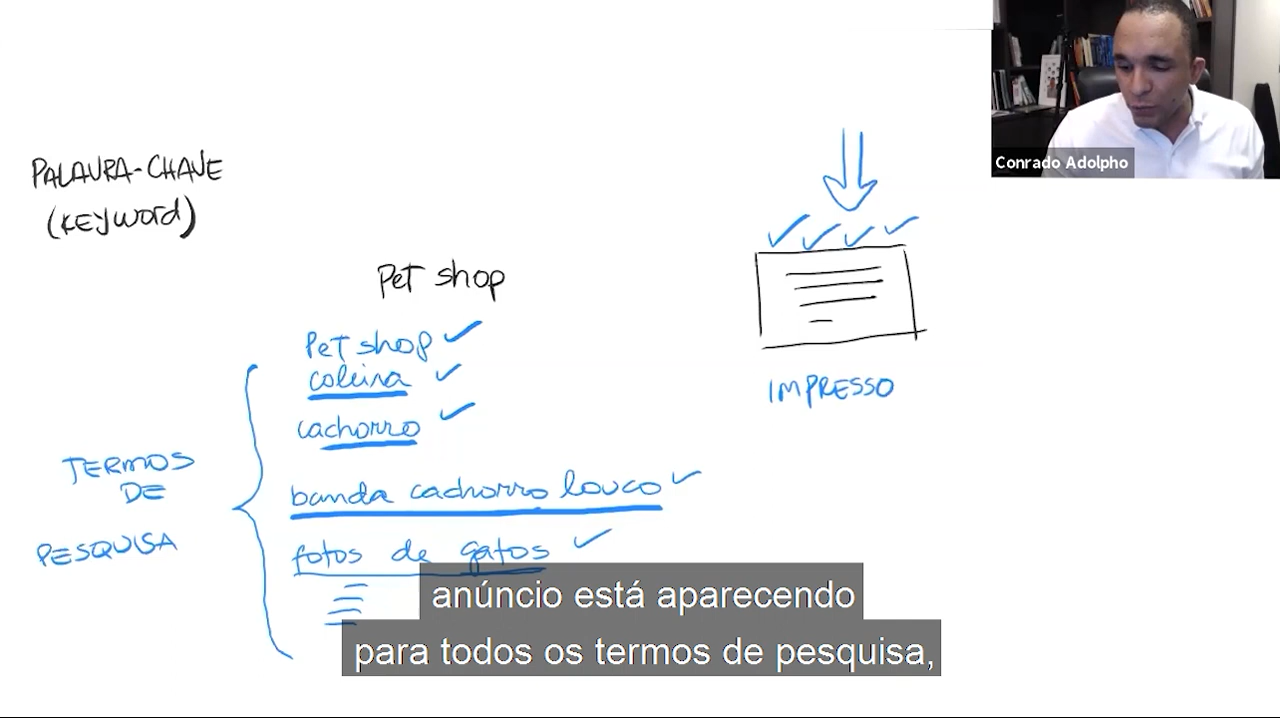 PALAVRA-CHAVE
(KEYWORD)
Pet shop
Pet shop
coleira
cachorro
banda cachorro louco
fotos de gatos
TERMOS
DE
PESQUISA
IMPRESSO
Conrado Adolpho
anúncio está aparecendo
para todos os termos de pesquisa,